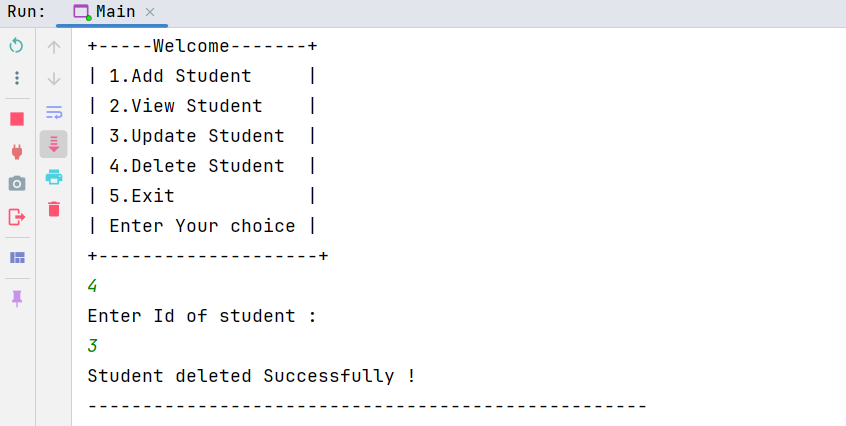 Run: Main
+-----Welcome-------+
| 1.Add Student     |
| 2.View Student    |
| 3.Update Student  |
| 4.Delete Student  |
| 5.Exit            |
| Enter Your choice |
+--------------------+
4
Enter Id of student :
3
Student deleted Successfully !
---------------------------------------------------